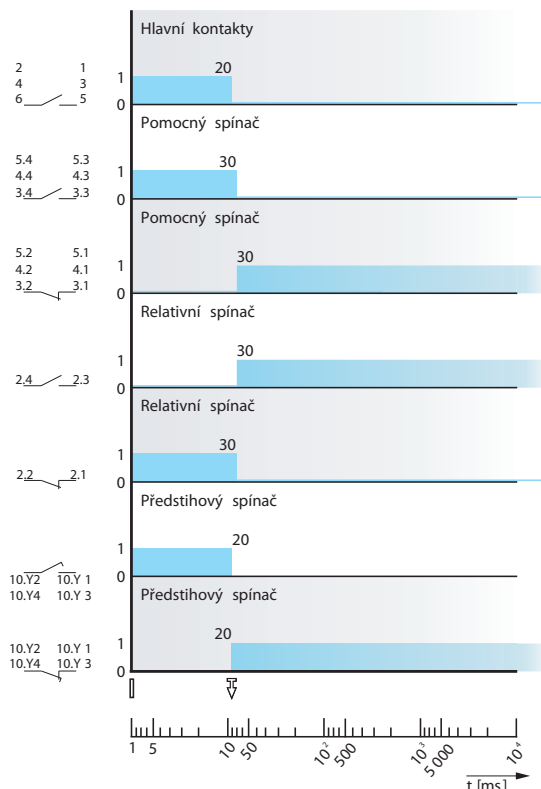 Hlavní kontakty
20
2 1
4 3
6 5
1
0
Pomocný spínač
30
5.4 5.3
4.4 4.3
3.4 3.3
1
0
Pomocný spínač
30
5.2 5.1
4.2 4.1
3.2 3.1
1
0
Relativní spínač
30
2.4 2.3
1
0
Relativní spínač
30
2.2 2.1
1
0
Předstihový spínač
20
1
0
10.Y2 10.Y 1
10.Y4 10.Y 3
Předstihový spínač
20
10.Y2 10.Y 1
10.Y4 10.Y 3
1
0
1 5 10 50 10² 500 10³ 5 000 10⁴
t [ms]